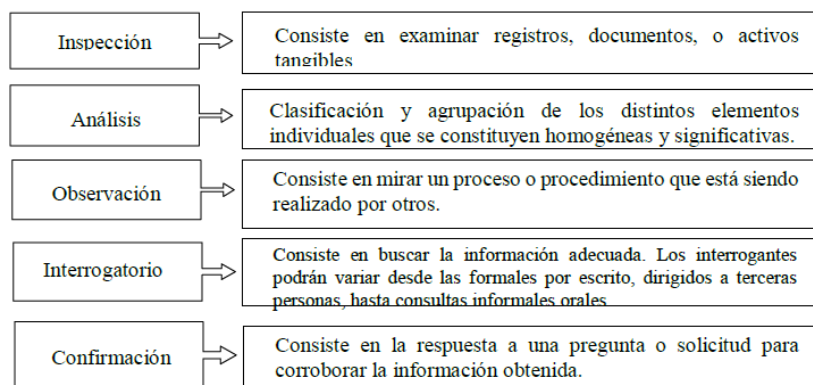 Inspección
Consiste en examinar registros, documentos, o activos
tangibles
Análisis
Clasificación y agrupación de los distintos elementos
individuales que se constituyen homogéneas y significativas.
Observación
Consiste en mirar un proceso o procedimiento que está siendo
realizado por otros.
Interrogatorio
Consiste en buscar la información adecuada. Los interrogantes
podrán variar desde las formales por escrito, dirigidos a terceras
personas, hasta consultas informales orales
Confirmación
Consiste en la respuesta a una pregunta o solicitud para
corroborar la información obtenida.